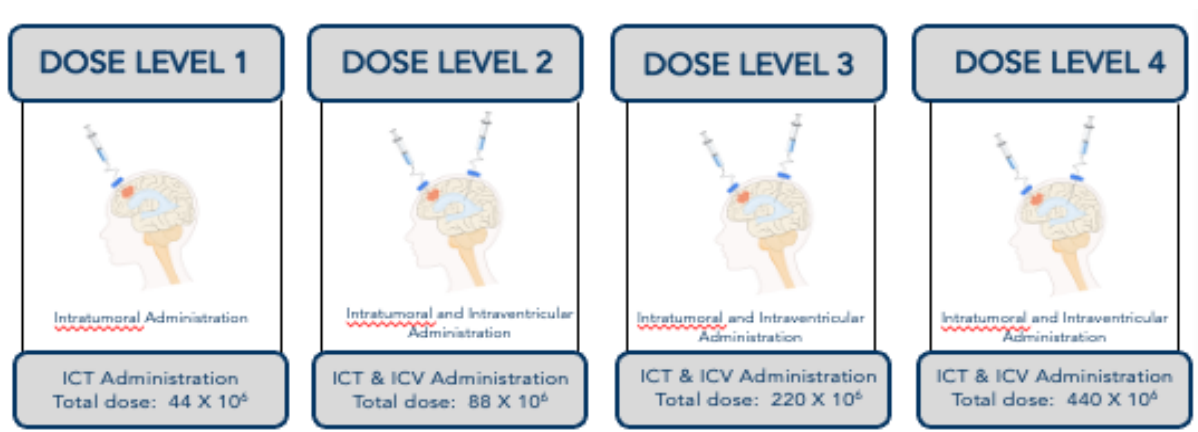 DOSE LEVEL 1
Intratumoral Administration
ICT Administration
Total dose: 44 X 10⁶
DOSE LEVEL 2
Intratumoral and Intraventricular
Administration
ICT & ICV Administration
Total dose: 88 X 10⁶
DOSE LEVEL 3
Intratumoral and Intraventricular
Administration
ICT & ICV Administration
Total dose: 220 X 10⁶
DOSE LEVEL 4
Intratumoral and Intraventricular
Administration
ICT & ICV Administration
Total dose: 440 X 10⁶